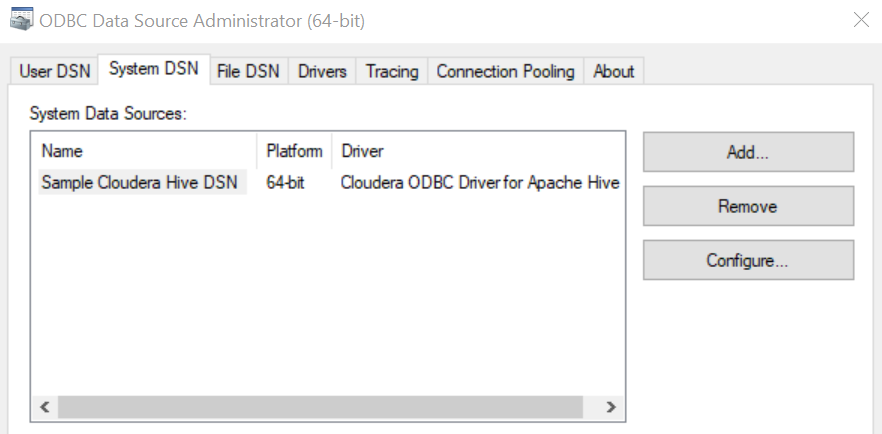 ODBC Data Source Administrator (64-bit)
User DSN System DSN File DSN Drivers Tracing Connection Pooling About
System Data Sources:
Name Platform Driver
Sample Cloudera Hive DSN 64-bit Cloudera ODBC Driver for Apache Hive
Add...
Remove
Configure...